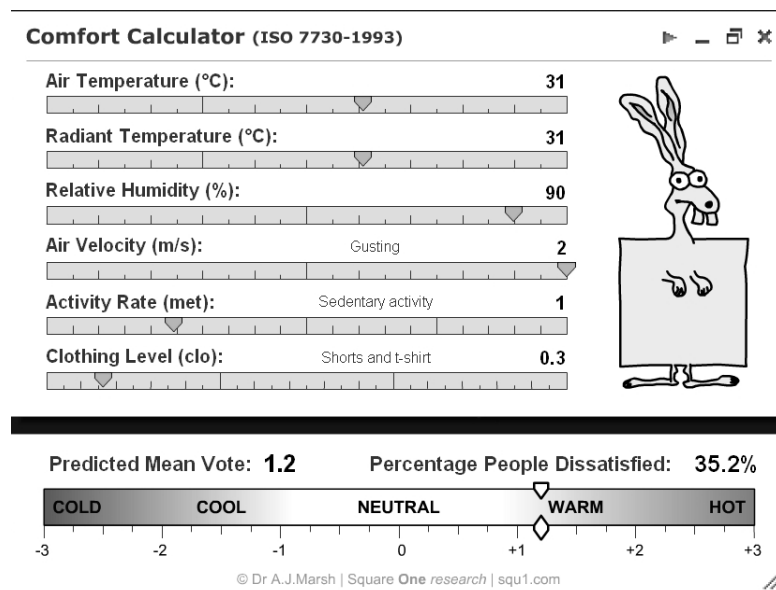 Comfort Calculator (ISO 7730-1993)
Air Temperature (°C): 31
Radiant Temperature (°C): 31
Relative Humidity (%): 90
Air Velocity (m/s): Gusting 2
Activity Rate (met): Sedentary activity 1
Clothing Level (clo): Shorts and t-shirt 0.3
Predicted Mean Vote: 1.2 Percentage People Dissatisfied: 35.2%
COLD COOL NEUTRAL WARM HOT
-3 -2 -1 0 +1 +2 +3
© Dr A.J.Marsh | Square One research | squ1.com